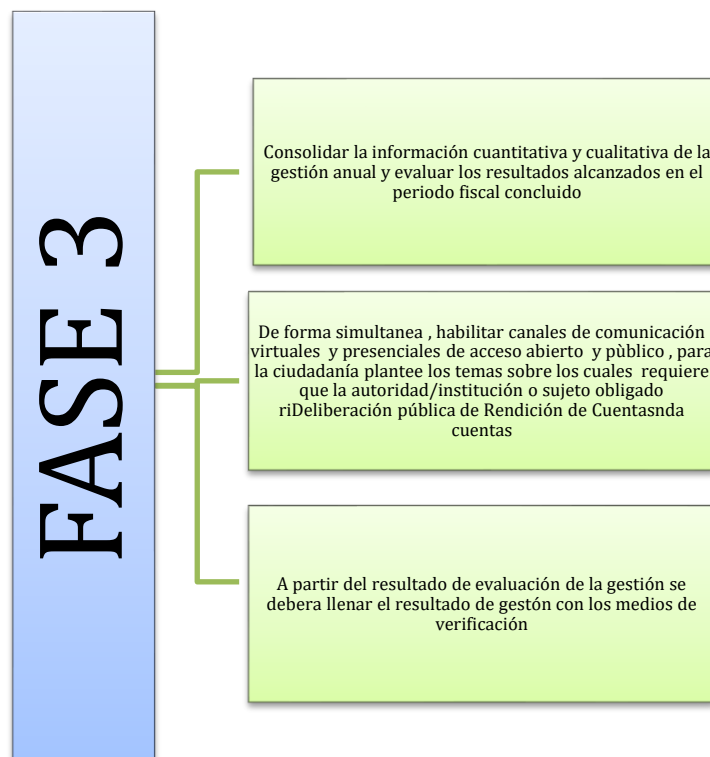 FASE 3
Consolidar la información cuantitativa y cualitativa de la
gestión anual y evaluar los resultados alcanzados en el
periodo fiscal concluido
De forma simultanea , habilitar canales de comunicación
virtuales y presenciales de acceso abierto y pùblico , para
la ciudadanía plantee los temas sobre los cuales requiere
que la autoridad/institución o sujeto obligado
riDeliberación pública de Rendición de Cuentasnda
cuentas
A partir del resultado de evaluación de la gestión se
debera llenar el resultado de gestón con los medios de
verificación